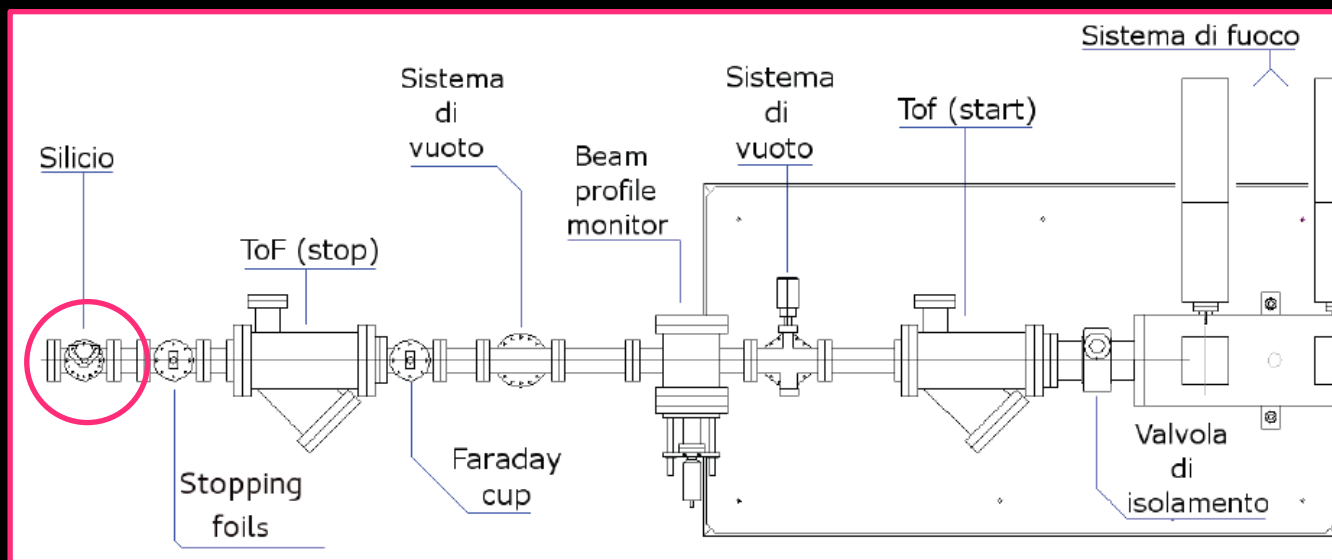 Sistema di fuoco
Sistema
di
vuoto
Sistema
di
vuoto
Tof (start)
Silicio
Beam
profile
monitor
ToF (stop)
Stopping
foils
Faraday
cup
Valvola
di
isolamento